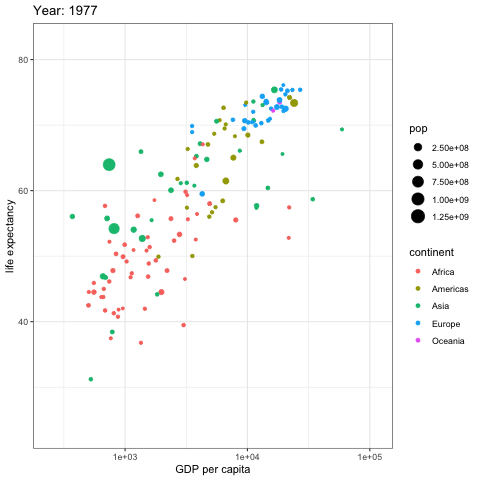 Year: 1977
80
60
40
life expectancy
1e+03
1e+04
1e+05
GDP per capita
pop
2.50e+08
5.00e+08
7.50e+08
1.00e+09
1.25e+09
continent
Africa
Americas
Asia
Europe
Oceania